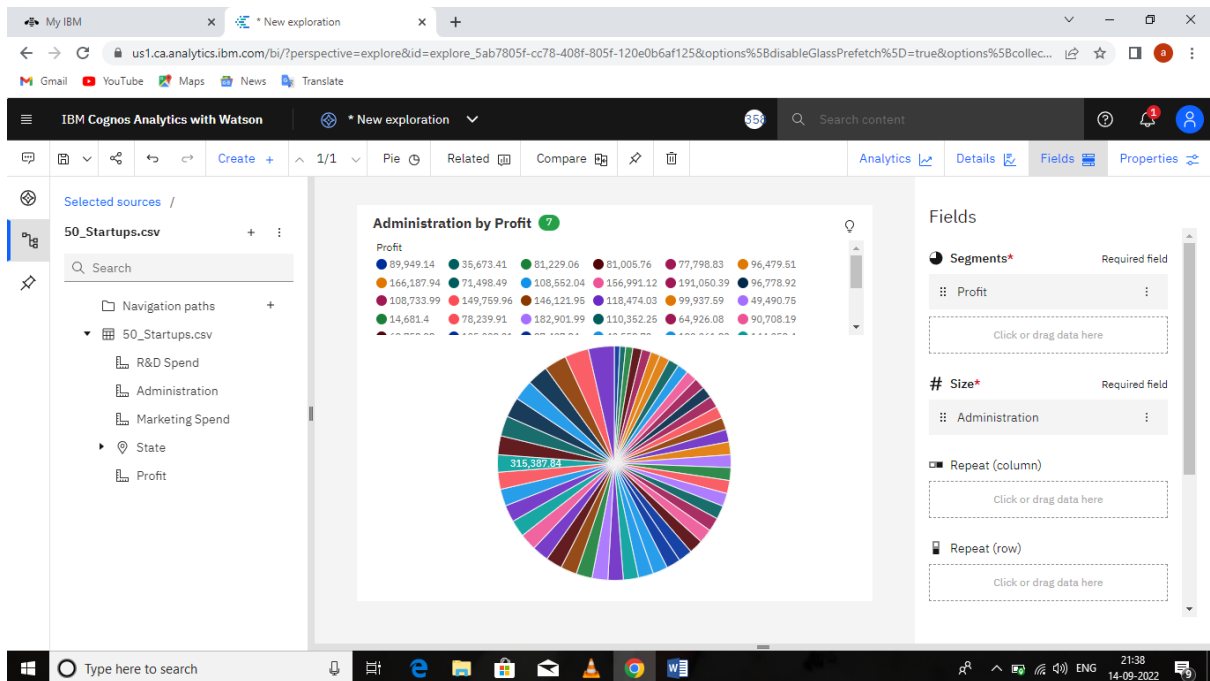 My IBM
* New exploration
us1.ca.analytics.ibm.com/bi/?perspective=explore&id=explore_5ab7805f-cc78-408f-805f-120e0b6af125&options%5BdisableGlassPrefetch%5D=true&options%5Bcollec...
a
Gmail YouTube Maps News Translate
IBM Cognos Analytics with Watson * New exploration 358 Search content 1
Create + 1/1 Pie Related Compare Analytics Details Fields Properties
Selected sources /
50_Startups.csv
Search
Navigation paths
50_Startups.csv
R&D Spend
Administration
Marketing Spend
State
Profit
Administration by Profit 7
Profit
89,949.14 35,673.41 81,229.06 81,005.76 77,798.83 96,479.51
166,187.94 71,498.49 108,552.04 156,991.12 191,050.39 96,778.92
108,733.99 149,759.96 146,121.95 118,474.03 99,937.59 49,490.75
14,681.4 78,239.91 182,901.99 110,352.25 64,926.08 90,708.19
315,387.84
Fields
Segments* Required field
Profit
Click or drag data here
# Size* Required field
Administration
Repeat (column)
Click or drag data here
Repeat (row)
Click or drag data here
Type here to search
ENG
21:38
14-09-2022
9